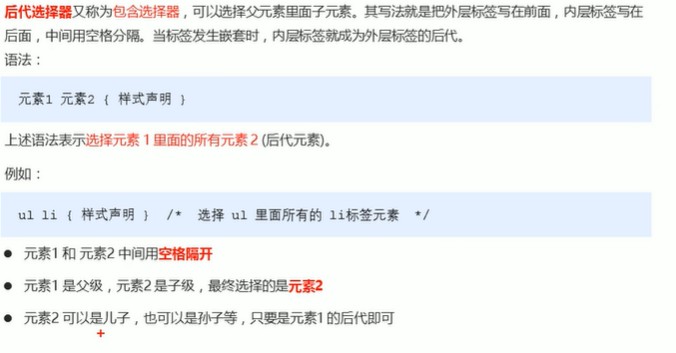 后代选择器又称为包含选择器，可以选择父元素里面子元素。其写法就是把外层标签写在前面，内层标签写在
后面，中间用空格分隔。当标签发生嵌套时，内层标签就成为外层标签的后代。
语法：
元素1 元素2 { 样式声明 }
上述语法表示选择元素 1 里面的所有元素 2 (后代元素)。
例如：
ul li { 样式声明 } /* 选择 ul 里面所有的 li标签元素 */
● 元素1 和 元素2 中间用空格隔开
● 元素1 是父级，元素2 是子级，最终选择的是元素2
● 元素2 可以是儿子，也可以是孙子等，只要是元素1 的后代即可